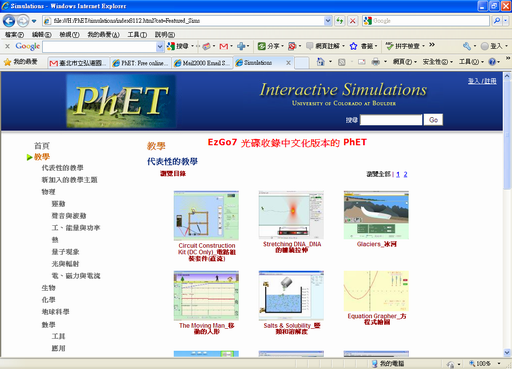 Simulations - Windows Internet Explorer
file:///H:/PhET/simulations/index8112.html?cat=Featured_Sims
Google
檔案(F) 編輯(E) 檢視(V) 我的最愛(A) 工具(T) 說明(H)
Google 搜尋 分享 網頁註解 書籤 拼字檢查 登入
我的最愛 臺北市立弘道國... PhET: Free online... Mail2000 Email S... Simulations 網頁(P) 安全性(S) 工具(O)
登入 /註冊
PhET
Interactive Simulations
UNIVERSITY OF COLORADO AT BOULDER
搜尋 Go
首頁
教學
代表性的教學
新加入的教學主題
物理
運動
聲音與波動
工、能量與功率
熱
量子現象
光與輻射
電、磁力與電流
生物
化學
地球科學
數學
工具
應用
教學
EzGo7 光碟收錄中文化版本的 PhET
代表性的教學
瀏覽目錄
瀏覽全部 | 1 2
Circuit Construction
Kit (DC Only)_電路組
裝套件(直流)
Stretching DNA_DNA
的纏繞拉伸
Glaciers_冰河
The Moving Man_移
動的人形
Salts & Solubility_鹽
類和溶解度
Equation Grapher_方
程式繪圖
我的電腦
100%